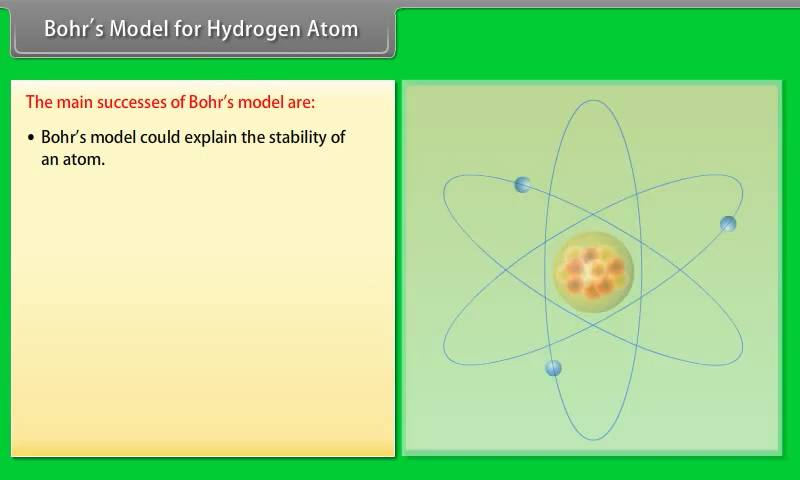 Bohr′s Model for Hydrogen Atom
The main successes of Bohr’s model are:
• Bohr’s model could explain the stability of
an atom.